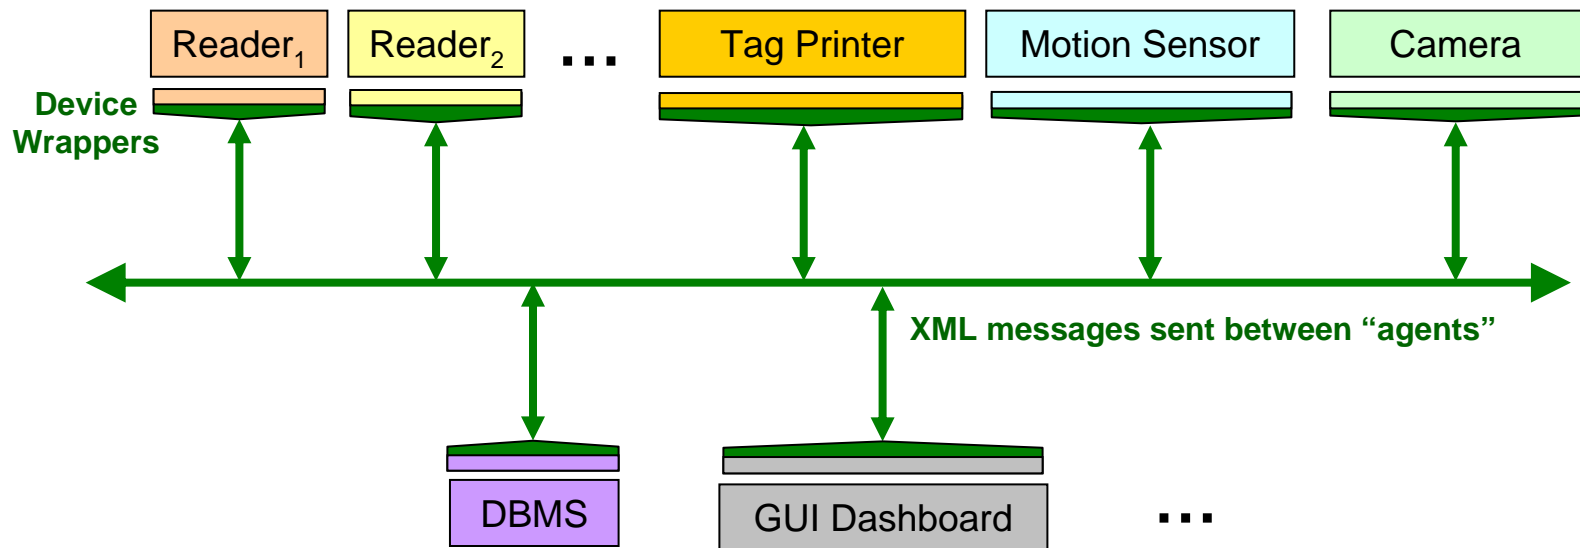 Reader1
Reader2
...
Tag Printer
Motion Sensor
Camera
Device
Wrappers
XML messages sent between “agents”
DBMS
GUI Dashboard
...